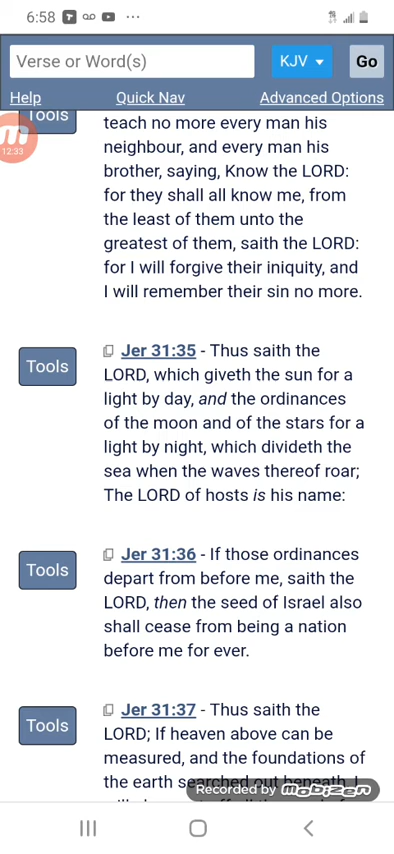 6:58
Verse or Word(s)
KJV
Go
Help
Quick Nav
Advanced Options
Tools
teach no more every man his
neighbour, and every man his
brother, saying, Know the LORD:
for they shall all know me, from
the least of them unto the
greatest of them, saith the LORD:
for I will forgive their iniquity, and
I will remember their sin no more.
12:33
Tools
Jer 31:35 - Thus saith the
LORD, which giveth the sun for a
light by day, and the ordinances
of the moon and of the stars for a
light by night, which divideth the
sea when the waves thereof roar;
The LORD of hosts is his name:
Tools
Jer 31:36 - If those ordinances
depart from before me, saith the
LORD, then the seed of Israel also
shall cease from being a nation
before me for ever.
Tools
Jer 31:37 - Thus saith the
LORD; If heaven above can be
measured, and the foundations of
the earth searched out beneath, I
Recorded by mobizen